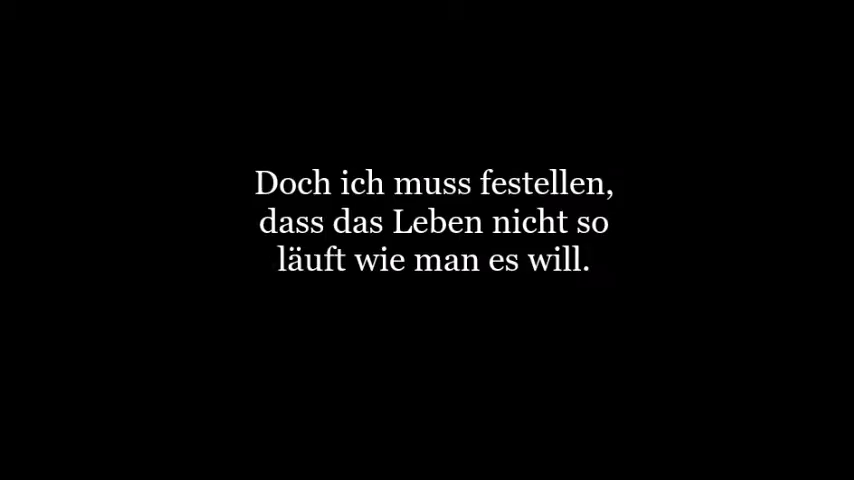 Doch ich muss festellen,
dass das Leben nicht so
läuft wie man es will.